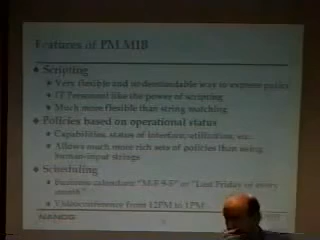 Features of PM MIB
Scripting
Very flexible and understandable way to express policy
IT Personnel like the power of scripting
Much more flexible than string matching
Policies based on operational status
Capabilities, status of interface, utilization, etc.
Allows much more rich sets of policies than using
human-input strings
Scheduling
Business calendars: "M-F 9-5" or "Last Friday of every
month"
Videoconference from 12PM to 1PM
NANOG